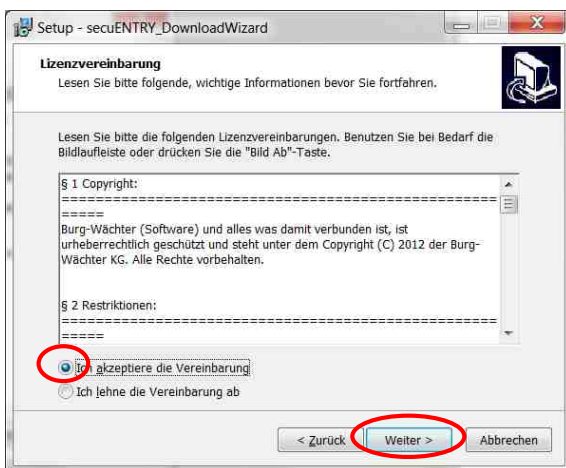 Setup - secuENTRY_DownloadWizard
Lizenzvereinbarung
Lesen Sie bitte folgende, wichtige Informationen bevor Sie fortfahren.
Lesen Sie bitte die folgenden Lizenzvereinbarungen. Benutzen Sie bei Bedarf die
Bildlaufleiste oder drücken Sie die "Bild Ab"-Taste.
§ 1 Copyright:
====================================================
=====
Burg-Wächter (Software) und alles was damit verbunden ist, ist
urheberrechtlich geschützt und steht unter dem Copyright (C) 2012 der Burg-
Wächter KG. Alle Rechte vorbehalten.
§ 2 Restriktionen:
====================================================
=====
Ich akzeptiere die Vereinbarung
Ich lehne die Vereinbarung ab
< Zurück Weiter > Abbrechen